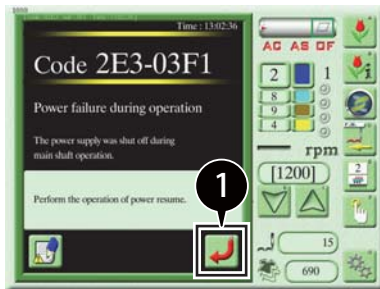 Time : 13:02:36
Code 2E3-03F1
Power failure during operation
The power supply was shut off during
main shaft operation.
Perform the operation of power resume.
1
AC AS OF
2 1
8
9
4
rpm
[1200]
2
15
690
i